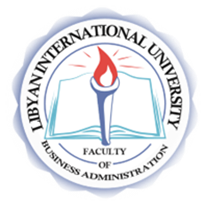 LIBYAN INTERNATIONAL UNIVERSITY
FACULTY
OF
BUSINESS ADMINISTRATION